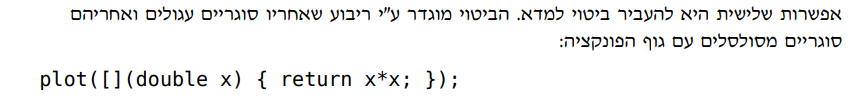 אפשרות שלישית היא להעביר ביטוי למדא. הביטוי מוגדר ע"י ריבוע שאחריו סוגריים עגולים ואחריהם
סוגריים מסולסלים עם גוף הפונקציה:
plot([](double x) { return x*x; });